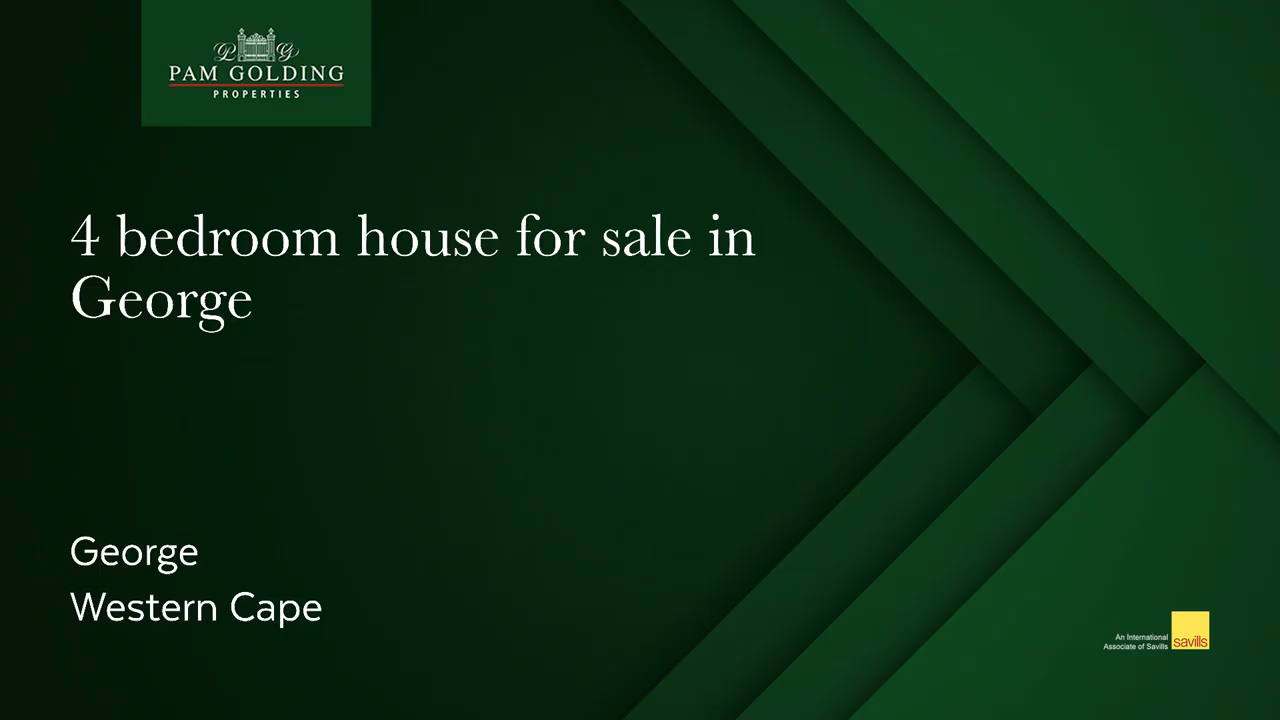 P G
PAM GOLDING
PROPERTIES
4 bedroom house for sale in
George
George
Western Cape
An International
Associate of Savills
savills